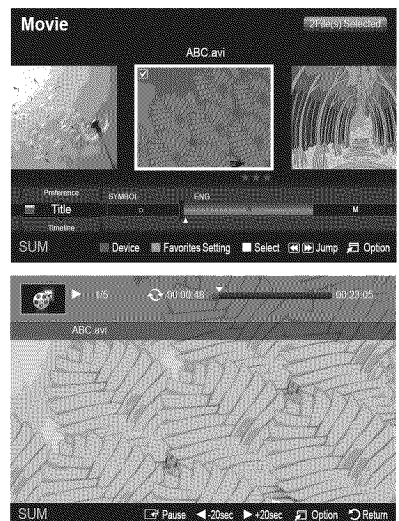 Movie
2File(s) Selected
ABC.avi
Preference
SYMBOL
ENG
Title
M
Timeline
SUM
Device
Favorites Setting
Select
Jump
Option
1/5
00:00:48
00:23:05
ABC.avi
SUM
Pause
-20sec
+20sec
Option
Return